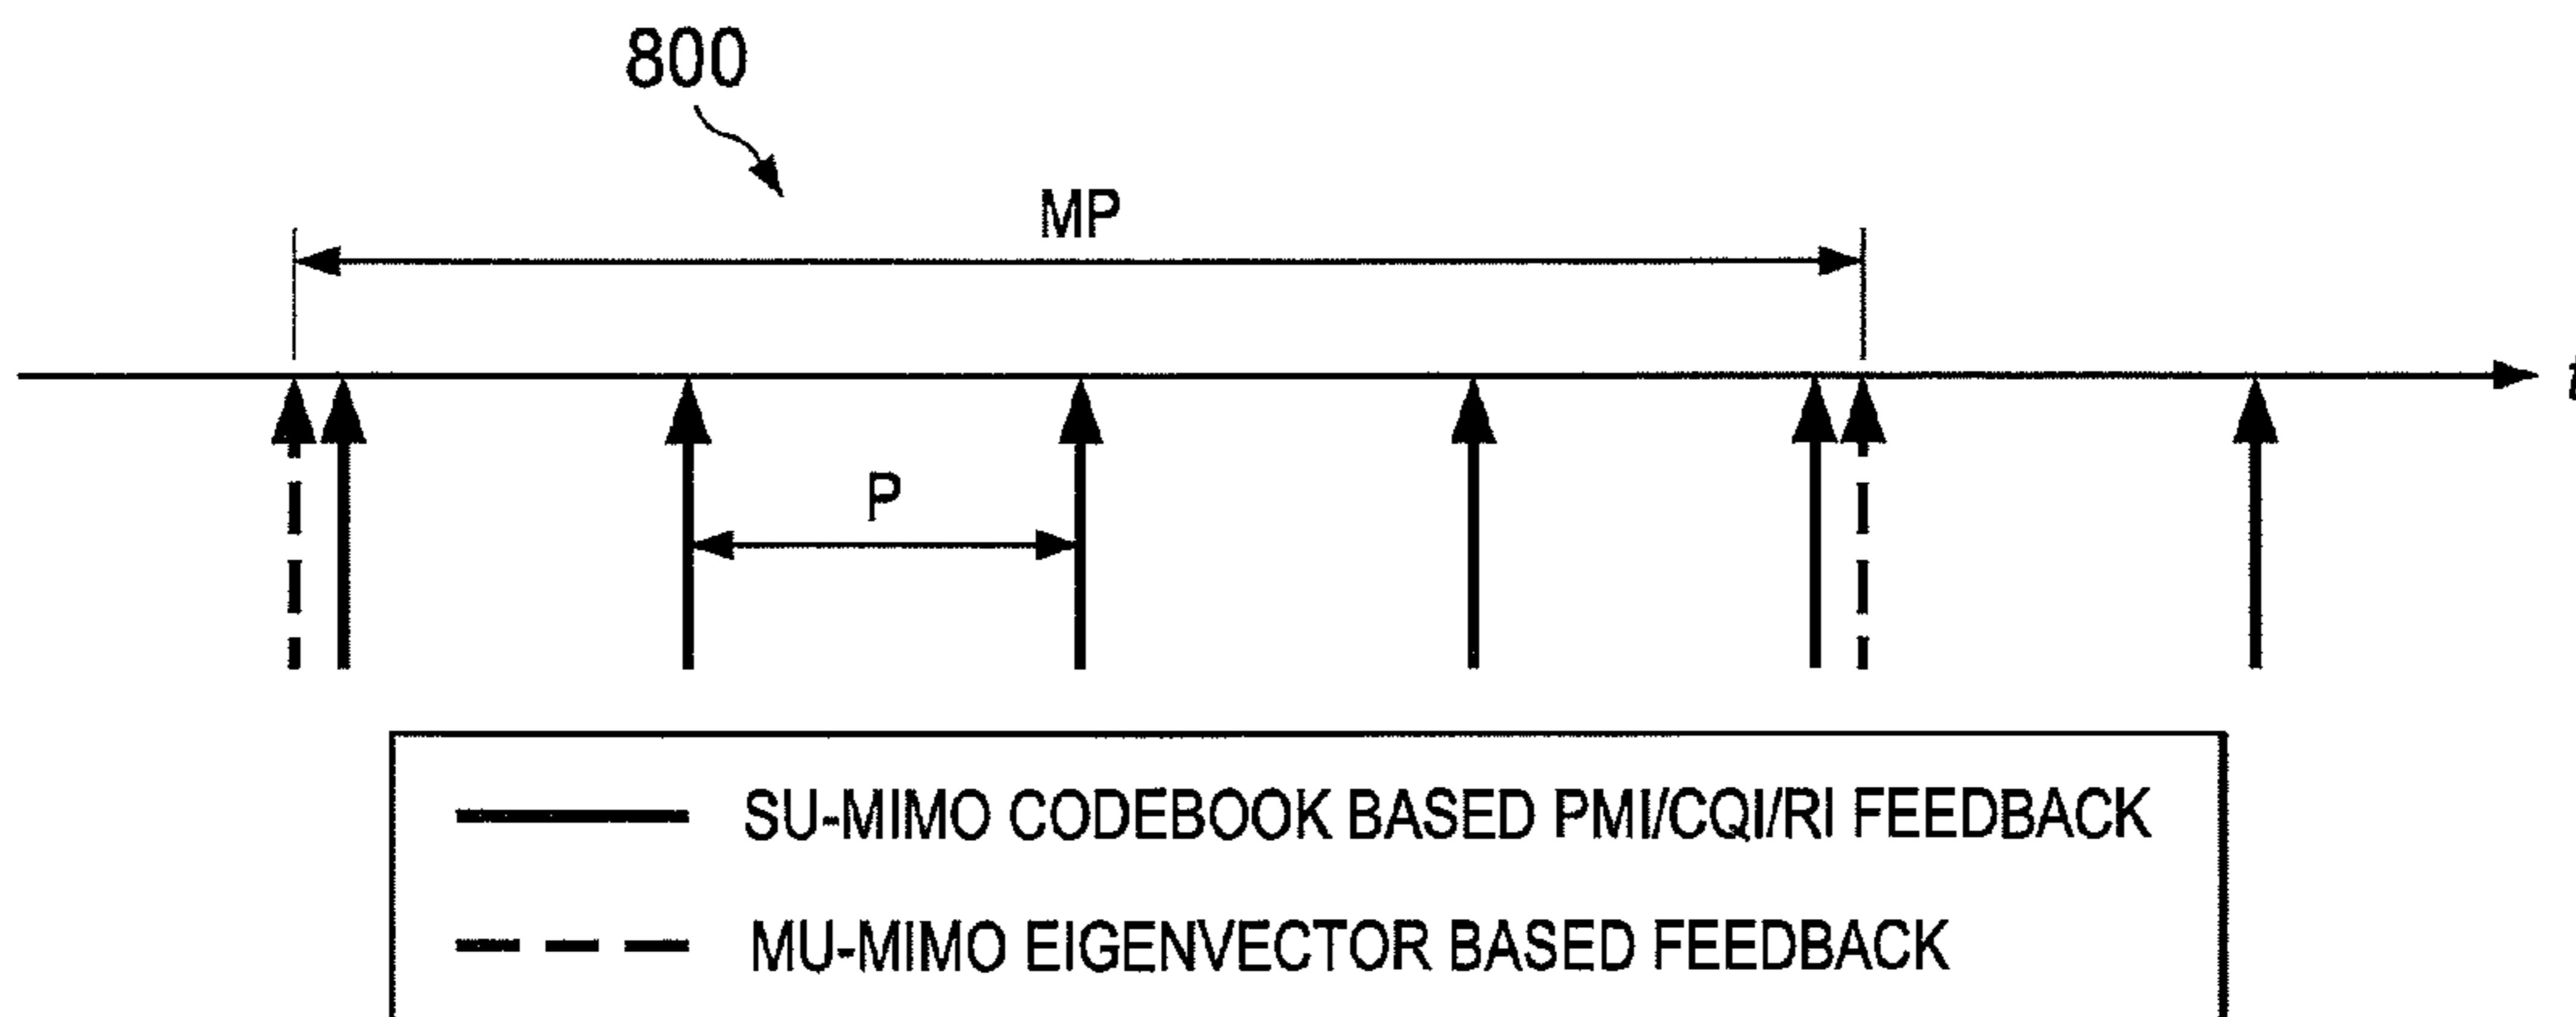 800
MP
t
P
SU-MIMO CODEBOOK BASED PMI/CQI/RI FEEDBACK
MU-MIMO EIGENVECTOR BASED FEEDBACK